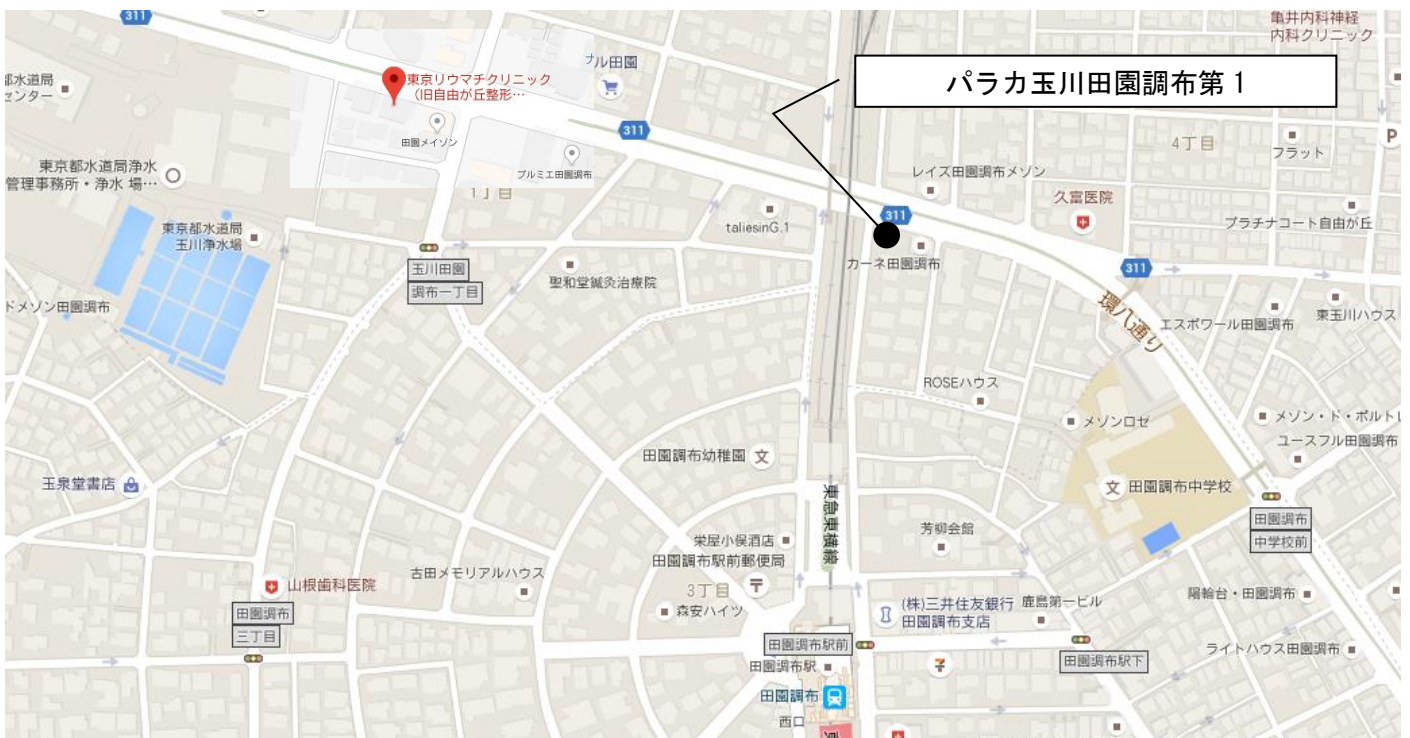 311
亀井内科神経
内科クリニック
プル田園
東京リウマチクリニック
(旧自由が丘整形…
パラカ玉川田園調布第1
都水道局
センター
田園メイゾン
311
4丁目
フラット
P
東京都水道局浄水
管理事務所・浄水 場…
プルミエ田園調布
レイズ田園調布メゾン
1丁目
久富医院
プラチナコート自由が丘
東京都水道局
玉川浄水場
taliesinG.1
311
カーネ田園調布
玉川田園
調布一丁目
聖和堂鍼灸治療院
311
ドメゾン田園調布
環八通り
エスポワール田園調布
東玉川ハウス
ROSEハウス
メゾンロゼ
メゾン・ド・ボルトレ
ユースフル田園調布
田園調布幼稚園
文
玉泉堂書店
東急東横線
文
田園調布中学校
田園調布
中学校前
芳柳会館
栄屋小俣酒店
田園調布駅前郵便局
〒
3丁目
古田メモリアルハウス
山根歯科医院
森安ハイツ
(株)三井住友銀行
田園調布支店
鹿島第一ビル
陽輪台・田園調布
田園調布
三丁目
田園調布駅前
田園調布駅
田園調布駅下
ライトハウス田園調布
7
田園調布
西口